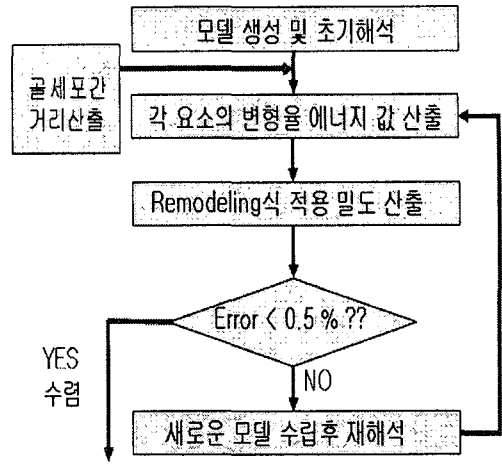 모델 생성 및 초기해석
골세포간
거리산출
각 요소의 변형율 에너지 값 산출
Remodeling식 적용 밀도 산출
Error < 0.5 % ??
YES
수렴
NO
새로운 모델 수립후 재해석